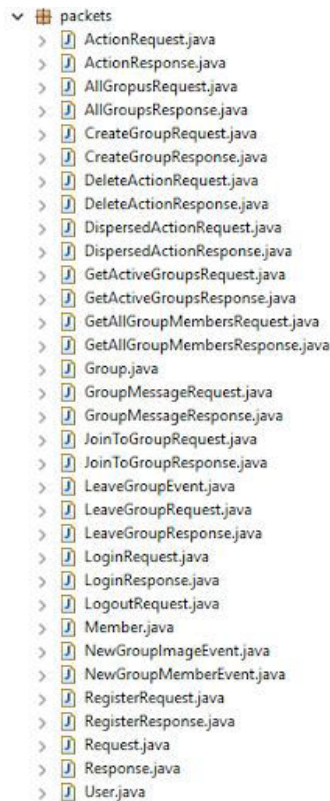 packets
ActionRequest.java
ActionResponse.java
AllGropusRequest.java
AllGroupsResponse.java
CreateGroupRequest.java
CreateGroupResponse.java
DeleteActionRequest.java
DeleteActionResponse.java
DispersedActionRequest.java
DispersedActionResponse.java
GetActiveGroupsRequest.java
GetActiveGroupsResponse.java
GetAllGroupMembersRequest.java
GetAllGroupMembersResponse.java
Group.java
GroupMessageRequest.java
GroupMessageResponse.java
JoinToGroupRequest.java
JoinToGroupResponse.java
LeaveGroupEvent.java
LeaveGroupRequest.java
LeaveGroupResponse.java
LoginRequest.java
LoginResponse.java
LogoutRequest.java
Member.java
NewGroupImageEvent.java
NewGroupMemberEvent.java
RegisterRequest.java
RegisterResponse.java
Request.java
Response.java
User.java